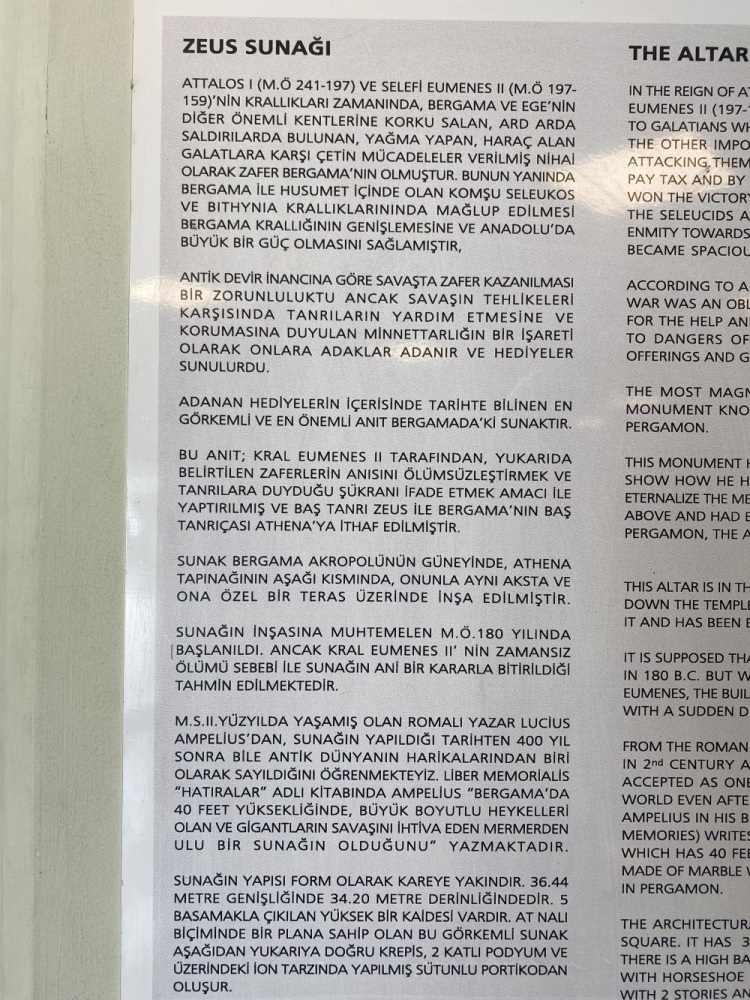 ZEUS SUNAĞI
ATTALOS I (M.Ö 241-197) VE SELEFİ EUMENES II (M.Ö 197-
159)'NİN KRALLIKLARI ZAMANINDA, BERGAMA VE EGE'NİN
DİĞER ÖNEMLİ KENTLERİNE KORKU SALAN, ARD ARDA
SALDIRILARDA BULUNAN, YAĞMA YAPAN, HARAÇ ALAN
GALATLARA KARŞI ÇETİN MÜCADELELER VERİLMİŞ NİHAİ
OLARAK ZAFER BERGAMA'NIN OLMUŞTUR. BUNUN YANINDA
BERGAMA İLE HUSUMET İÇİNDE OLAN KOMŞU SELEUKOS
VE BITHYNIA KRALLIKLARININDA MAĞLUP EDİLMESİ
BERGAMA KRALLIĞININ GENİŞLEMESİNE VE ANADOLU'DA
BÜYÜK BİR GÜÇ OLMASINI SAĞLAMIŞTIR,
ANTİK DEVİR İNANCINA GÖRE SAVAŞTA ZAFER KAZANILMASI
BİR ZORUNLULUKTU ANCAK SAVAŞIN TEHLİKELERİ
KARŞISINDA TANRILARIN YARDIM ETMESİNE VE
KORUMASINA DUYULAN MİNNETTARLIĞIN BİR İŞARETİ
OLARAK ONLARA ADAKLAR ADANIR VE HEDİYELER
SUNULURDU.
ADANAN HEDİYELERİN İÇERİSİNDE TARİHTE BİLİNEN EN
GÖRKEMLİ VE EN ÖNEMLİ ANIT BERGAMADA'Kİ SUNAKTIR.
BU ANIT; KRAL EUMENES II TARAFINDAN, YUKARIDA
BELİRTİLEN ZAFERLERİN ANISINI ÖLÜMSÜZLEŞTİRMEK VE
TANRILARA DUYDUĞU ŞÜKRANI İFADE ETMEK AMACI İLE
YAPTIRILMIŞ VE BAŞ TANRI ZEUS İLE BERGAMA'NIN BAŞ
TANRIÇASI ATHENA'YA İTHAF EDİLMİŞTİR.
SUNAK BERGAMA AKROPOLÜNÜN GÜNEYİNDE, ATHENA
TAPINAĞININ AŞAĞI KISMINDA, ONUNLA AYNI AKSTA VE
ONA ÖZEL BİR TERAS ÜZERİNDE İNŞA EDİLMİŞTİR.
SUNAĞIN İNŞASINA MUHTEMELEN M.Ö.180 YILINDA
BAŞLANILDI. ANCAK KRAL EUMENES II' NİN ZAMANSIZ
ÖLÜMÜ SEBEBİ İLE SUNAĞIN ANİ BİR KARARLA BİTİRİLDİĞİ
TAHMİN EDİLMEKTEDİR.
M.S.II.YÜZYILDA YAŞAMIŞ OLAN ROMALI YAZAR LUCİUS
AMPELİUS'DAN, SUNAĞIN YAPILDIĞI TARİHTEN 400 YIL
SONRA BİLE ANTİK DÜNYANIN HARİKALARINDAN BİRİ
OLARAK SAYILDIĞINI ÖĞRENMEKTEYİZ. LİBER MEMORİALİS
"HATIRALAR" ADLI KİTABINDA AMPELİUS "BERGAMA'DA
40 FEET YÜKSEKLİĞİNDE, BÜYÜK BOYUTLU HEYKELLERİ
OLAN VE GİGANTLARIN SAVAŞINI İHTİVA EDEN MERMERDEN
ULU BİR SUNAĞIN OLDUĞUNU" YAZMAKTADIR.
SUNAĞIN YAPISI FORM OLARAK KAREYE YAKINDIR. 36.44
METRE GENİŞLİĞİNDE 34.20 METRE DERİNLİĞİNDEDİR. 5
BASAMAKLA ÇIKILAN YÜKSEK BİR KAİDESİ VARDIR. AT NALI
BİÇİMİNDE BİR PLANA SAHİP OLAN BU GÖRKEMLİ SUNAK
AŞAĞIDAN YUKARIYA DOĞRU KREPİS, 2 KATLI PODYUM VE
ÜZERİNDEKİ İON TARZINDA YAPILMIŞ SÜTUNLU PORTİKODAN
OLUŞUR.
THE ALTAR
IN THE REIGN OF
EUMENES II (197-
TO GALATIANS
THE OTHER
ATTACKING THEM
PAY TAX AND BY
WON THE VICTORY
THE SELEUCIDS
ENMITY TOWARDS
BECAME
ACCORDING TO
WAR WAS AN
FOR THE HELP
TO DANGERS OF
OFFERINGS AND
THE MOST
MONUMENT
PERGAMON.
THIS MONUMENT
SHOW HOW HE
ETERNALIZE THE
ABOVE AND HAD
PERGAMON, THE
THIS ALTAR IS IN
DOWN THE
IT AND HAS BEEN
IT IS SUPPOSED
IN 180 B.C. BUT
EUMENES, THE
WITH A SUDDEN
FROM THE ROMAN
IN 2nd CENTURY
ACCEPTED AS
WORLD EVEN
AMPELIUS IN HIS
MEMORIES) WRITES
WHICH HAS 40
MADE OF MARBLE
IN PERGAMON.
THE
SQUARE. IT HAS
THERE IS A HIGH
WITH HORSESHOE
WITH 2 STORIES